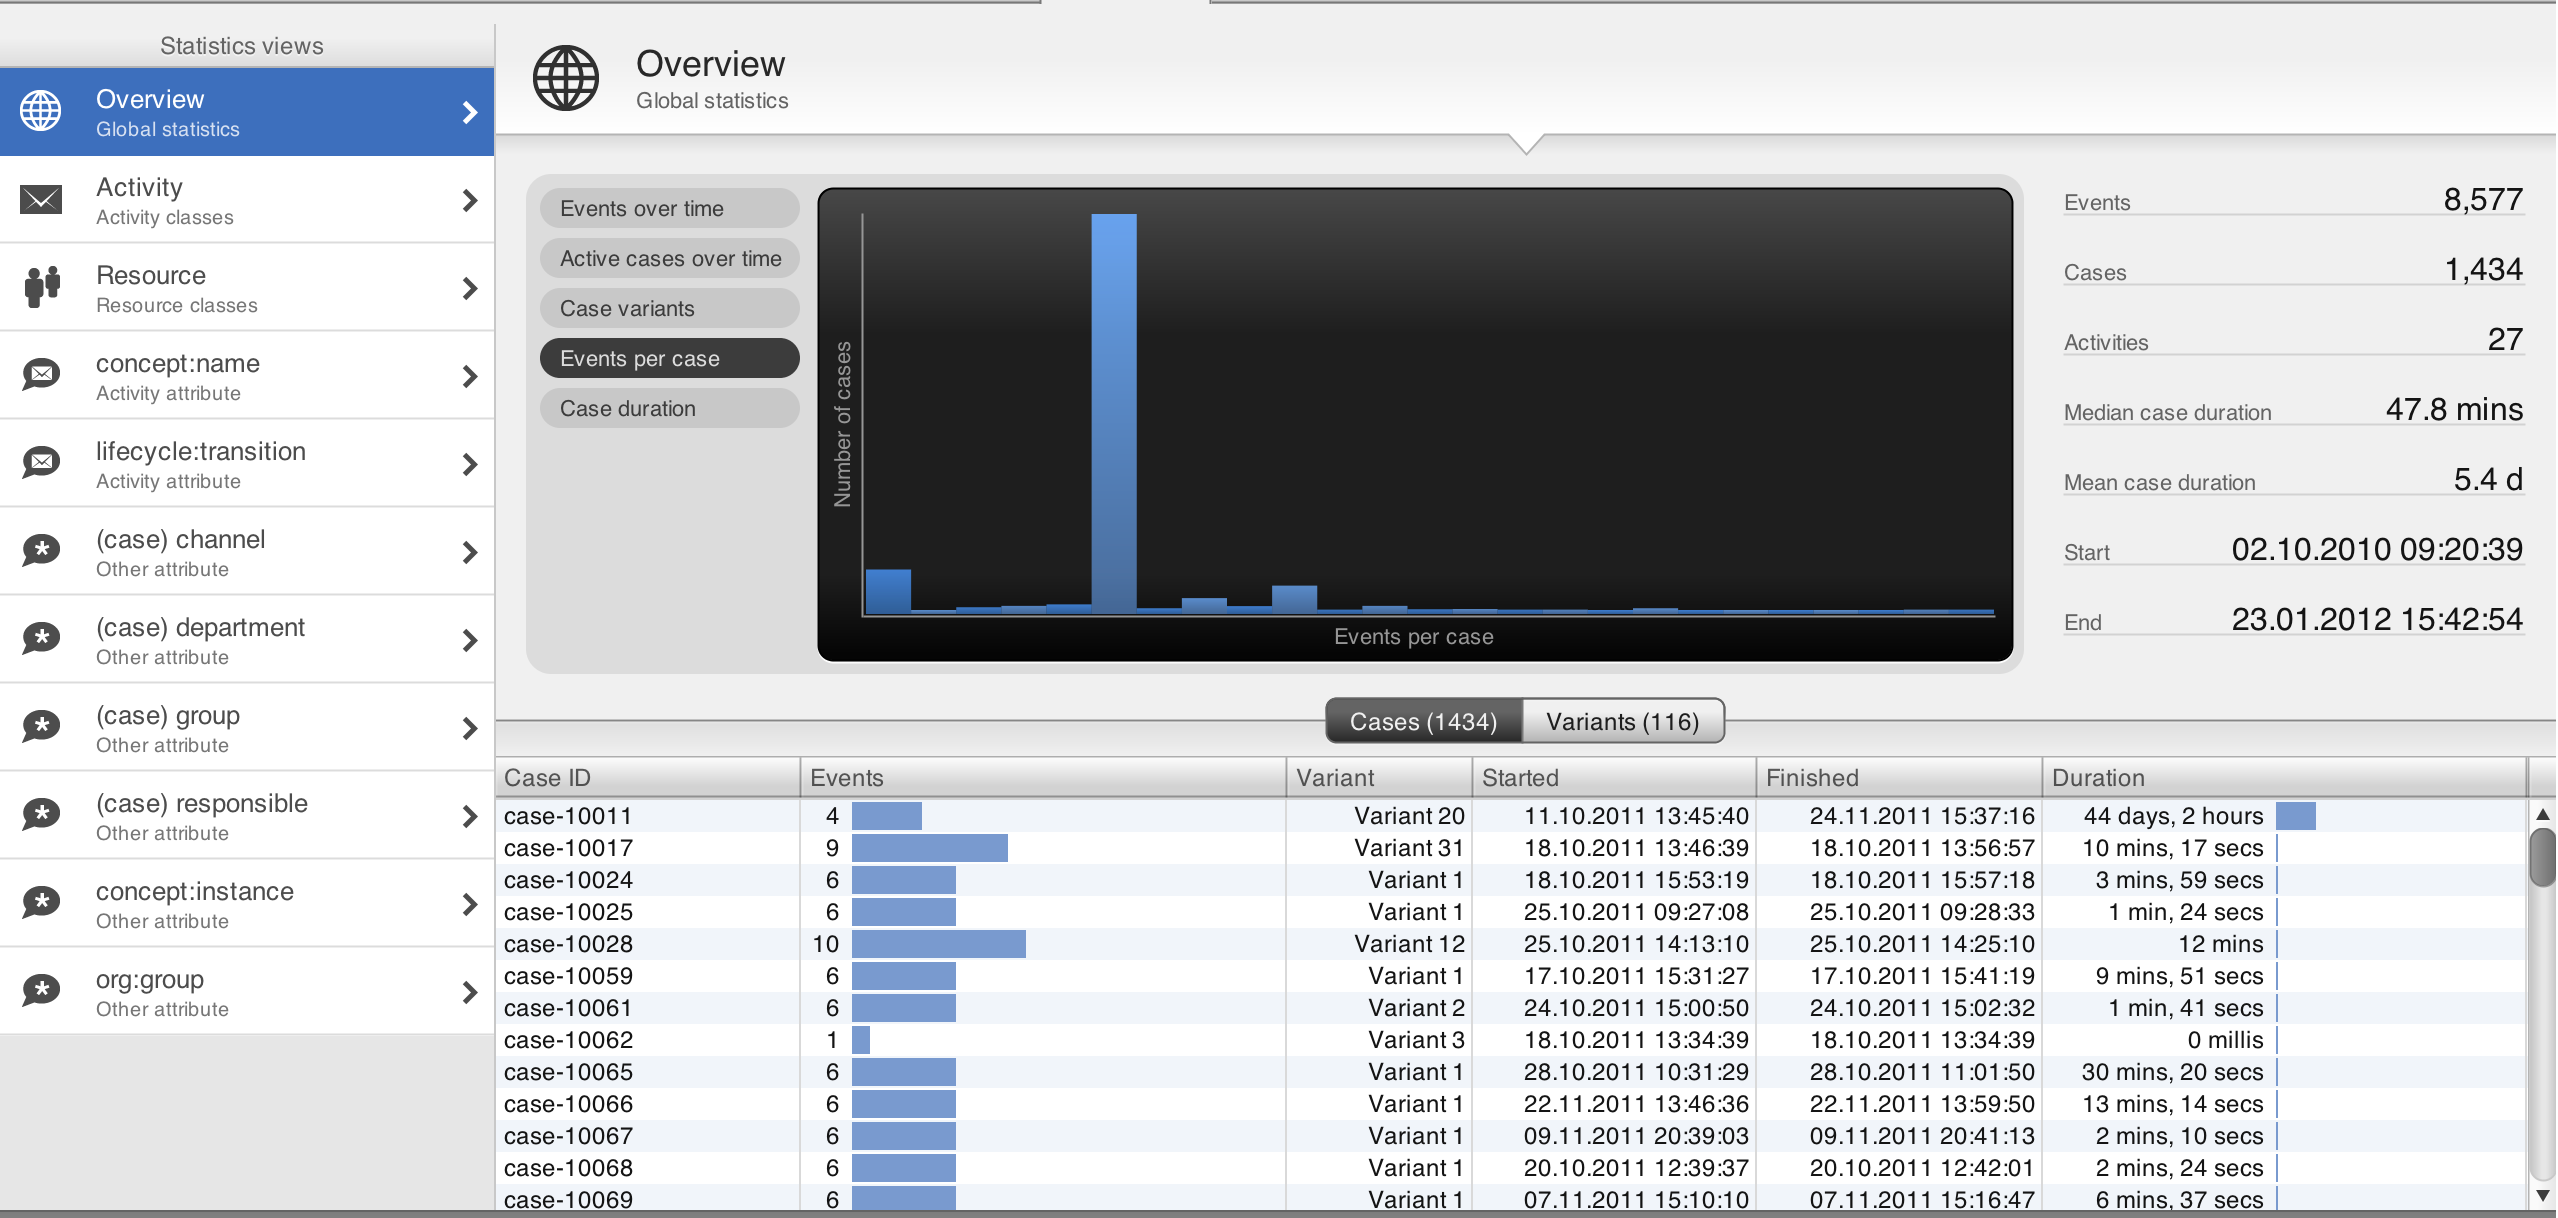 Statistics views
Overview
Global statistics
Activity
Activity classes
Resource
Resource classes
concept:name
Activity attribute
lifecycle:transition
Activity attribute
(case) channel
Other attribute
(case) department
Other attribute
(case) group
Other attribute
(case) responsible
Other attribute
concept:instance
Other attribute
org:group
Other attribute
Overview
Global statistics
Events over time
Active cases over time
Case variants
Events per case
Case duration
Number of cases
Events per case
Events 8,577
Cases 1,434
Activities 27
Median case duration 47.8 mins
Mean case duration 5.4 d
Start 02.10.2010 09:20:39
End 23.01.2012 15:42:54
Cases (1434) Variants (116)
Case ID Events Variant Started Finished Duration
case-10011 4 Variant 20 11.10.2011 13:45:40 24.11.2011 15:37:16 44 days, 2 hours
case-10017 9 Variant 31 18.10.2011 13:46:39 18.10.2011 13:56:57 10 mins, 17 secs
case-10024 6 Variant 1 18.10.2011 15:53:19 18.10.2011 15:57:18 3 mins, 59 secs
case-10025 6 Variant 1 25.10.2011 09:27:08 25.10.2011 09:28:33 1 min, 24 secs
case-10028 10 Variant 12 25.10.2011 14:13:10 25.10.2011 14:25:10 12 mins
case-10059 6 Variant 1 17.10.2011 15:31:27 17.10.2011 15:41:19 9 mins, 51 secs
case-10061 6 Variant 2 24.10.2011 15:00:50 24.10.2011 15:02:32 1 min, 41 secs
case-10062 1 Variant 3 18.10.2011 13:34:39 18.10.2011 13:34:39 0 millis
case-10065 6 Variant 1 28.10.2011 10:31:29 28.10.2011 11:01:50 30 mins, 20 secs
case-10066 6 Variant 1 22.11.2011 13:46:36 22.11.2011 13:59:50 13 mins, 14 secs
case-10067 6 Variant 1 09.11.2011 20:39:03 09.11.2011 20:41:13 2 mins, 10 secs
case-10068 6 Variant 1 20.10.2011 12:39:37 20.10.2011 12:42:01 2 mins, 24 secs
case-10069 6 Variant 1 07.11.2011 15:10:10 07.11.2011 15:16:47 6 mins, 37 secs